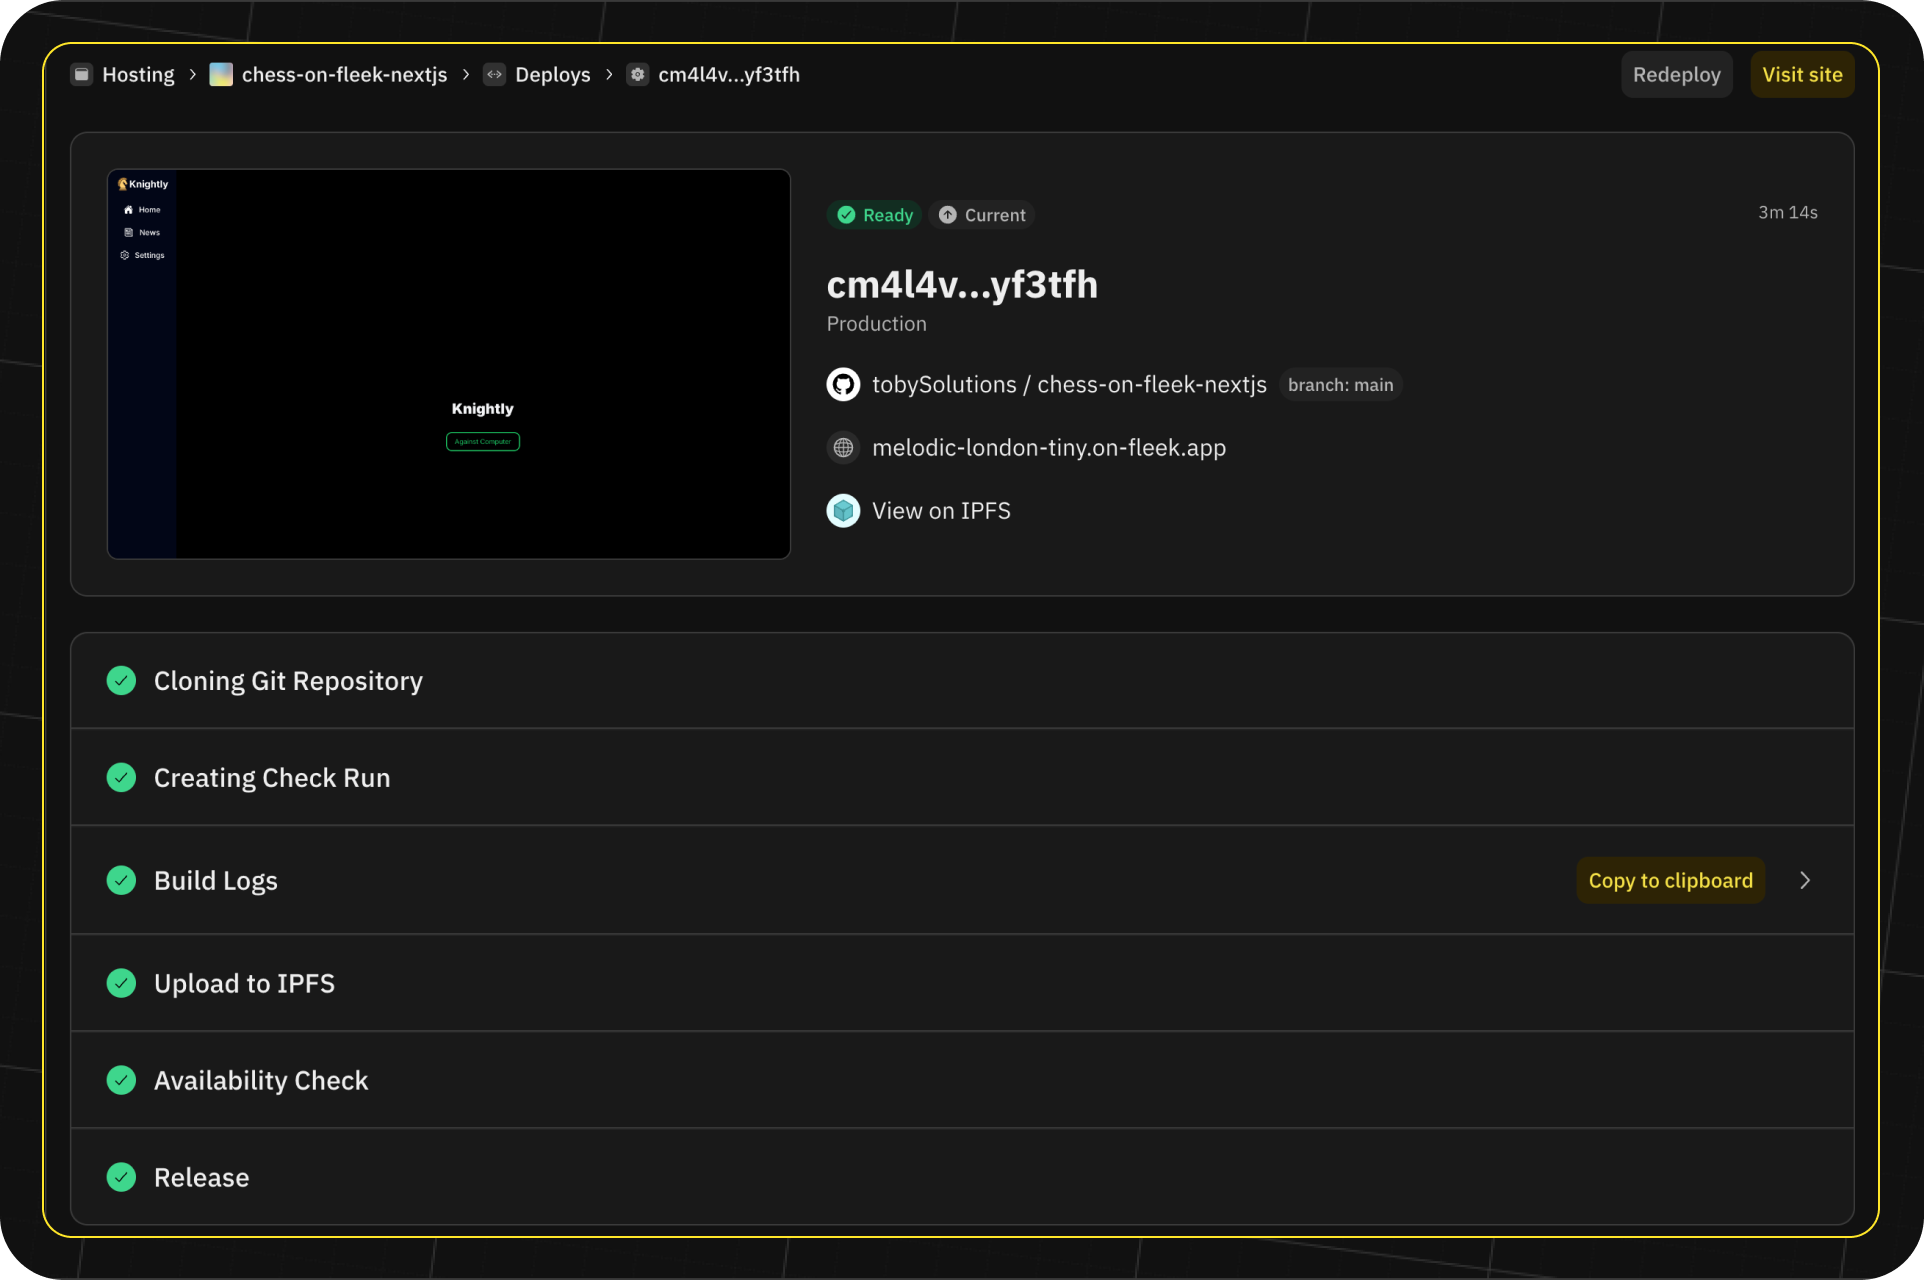 Hosting > chess-on-fleek-nextjs > Deploys > cm4l4v...yf3tfh
Redeploy
Visit site
Knightly
Home
News
Settings
Knightly
Against Computer
Ready
Current
3m 14s
cm4l4v...yf3tfh
Production
tobySolutions / chess-on-fleek-nextjs
branch: main
melodic-london-tiny.on-fleek.app
View on IPFS
Cloning Git Repository
Creating Check Run
Build Logs
Copy to clipboard
Upload to IPFS
Availability Check
Release